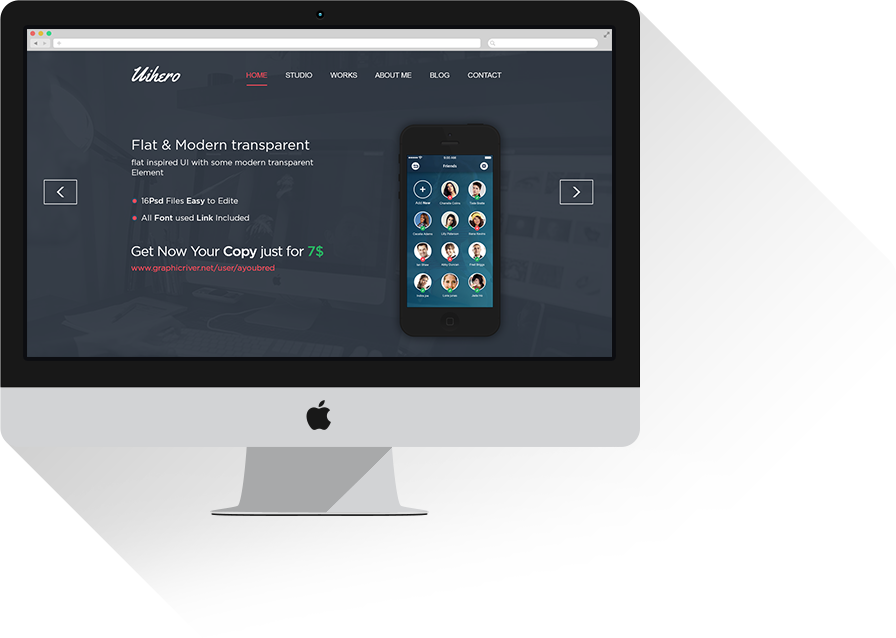 Uihero
HOME STUDIO WORKS ABOUT ME BLOG CONTACT
Flat & Modern transparent
flat inspired UI with some modern transparent
Element
16Psd Files Easy to Edite
All Font used Link Included
Get Now Your Copy just for 7$
www.graphicriver.net/user/ayoubred
Friends
Add New